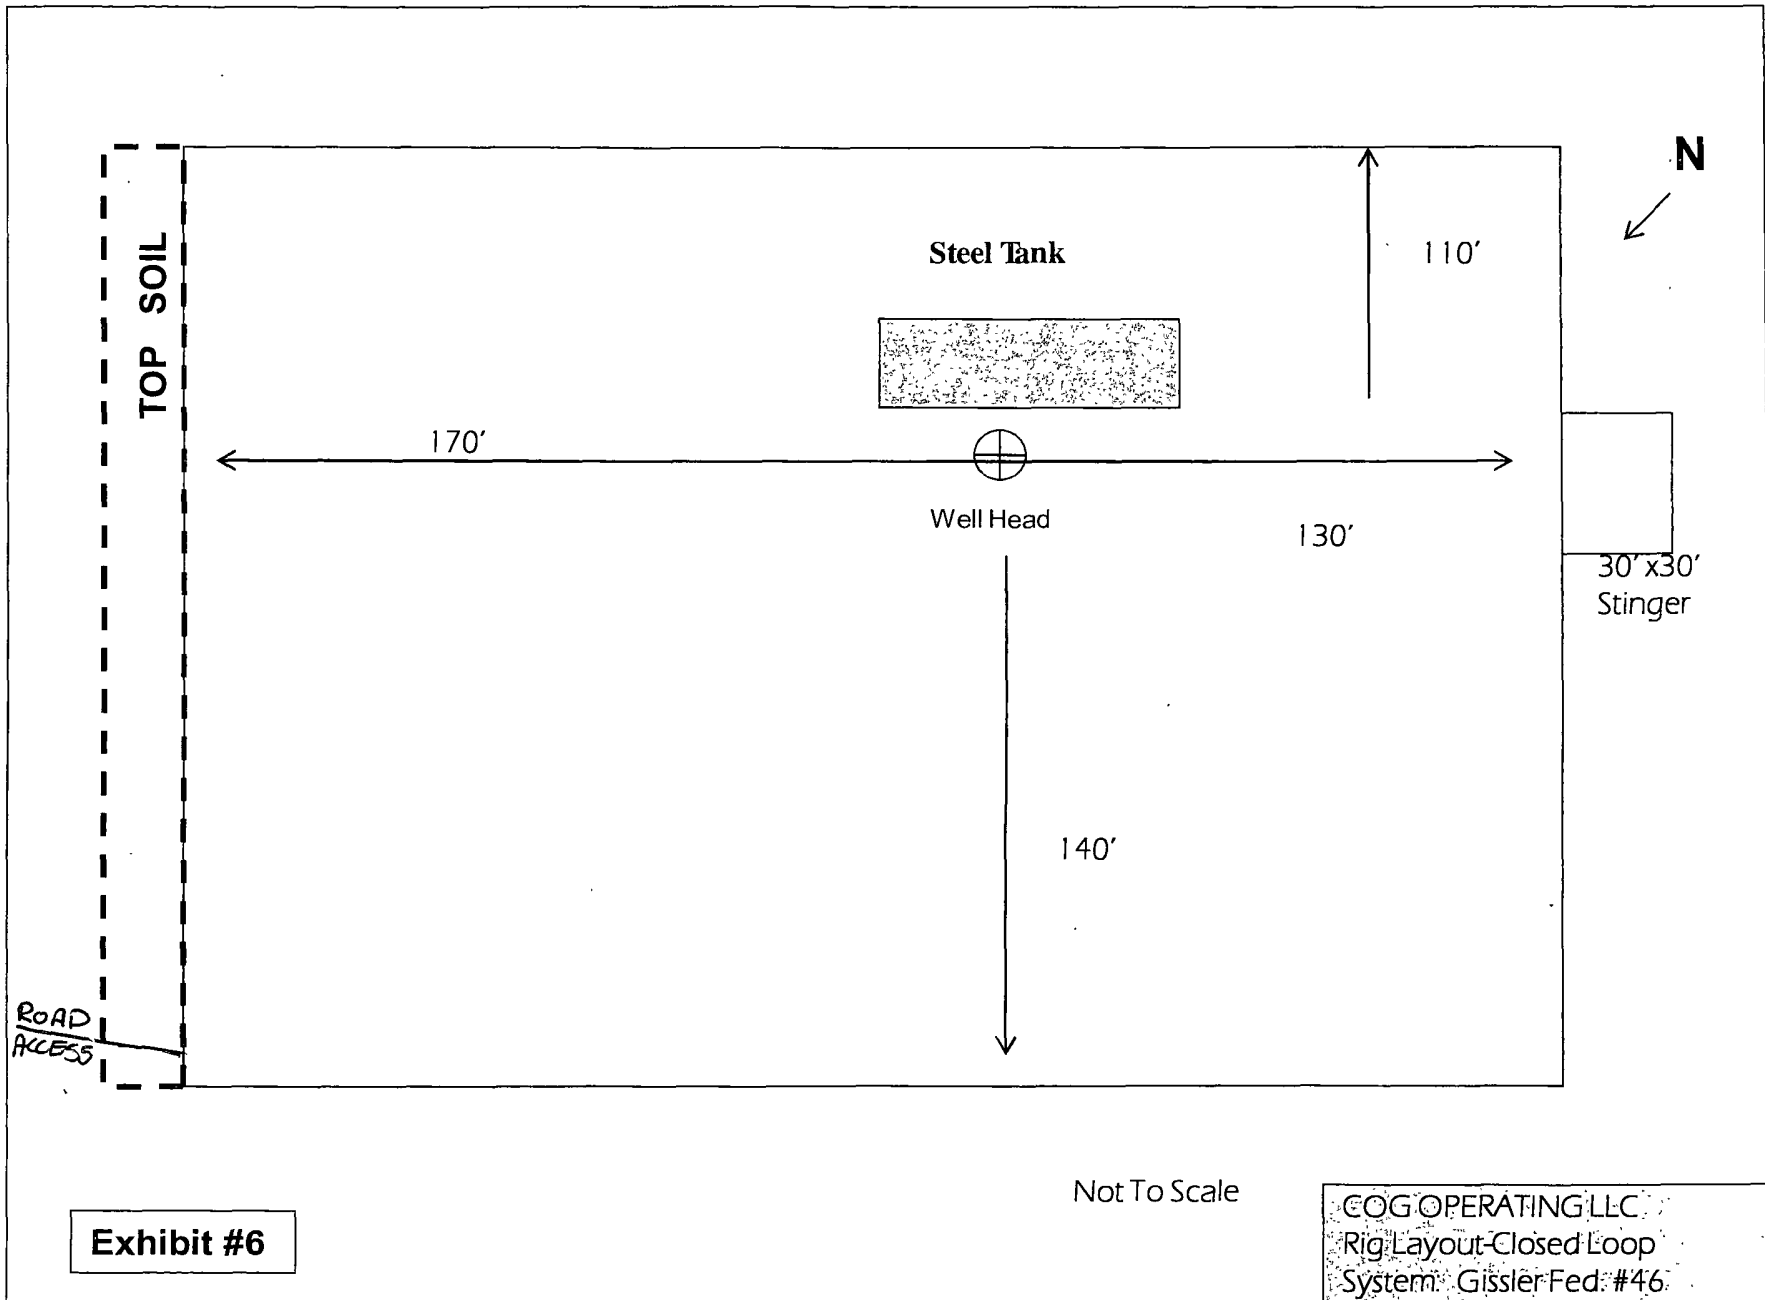 N
Steel Tank
110'
TOP SOIL
170'
Well Head
130'
30'x30'
Stinger
140'
ROAD
ACCESS
Not To Scale
Exhibit #6
COG OPERATING LLC
Rig Layout-Closed Loop
System: Gissler Fed. #46